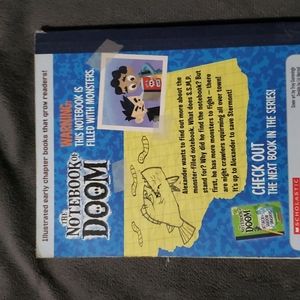 Illustrated early chapter books that grow readers!
THE
NOTEBOOK OF
DOOM
WARNING:
THIS NOTEBOOK IS
FILLED WITH MONSTERS.
Alexander wants to find out more about the
monster-filled notebook. What does S.S.M.P.
stand for? Why did he find the notebook? But
first, he has more monsters to fight — there
are night crawlers squirming all over town!
It's up to Alexander to save Stermont!
CHECK OUT
THE NEXT BOOK IN THE SERIES!
DOOM
SCHOLASTIC